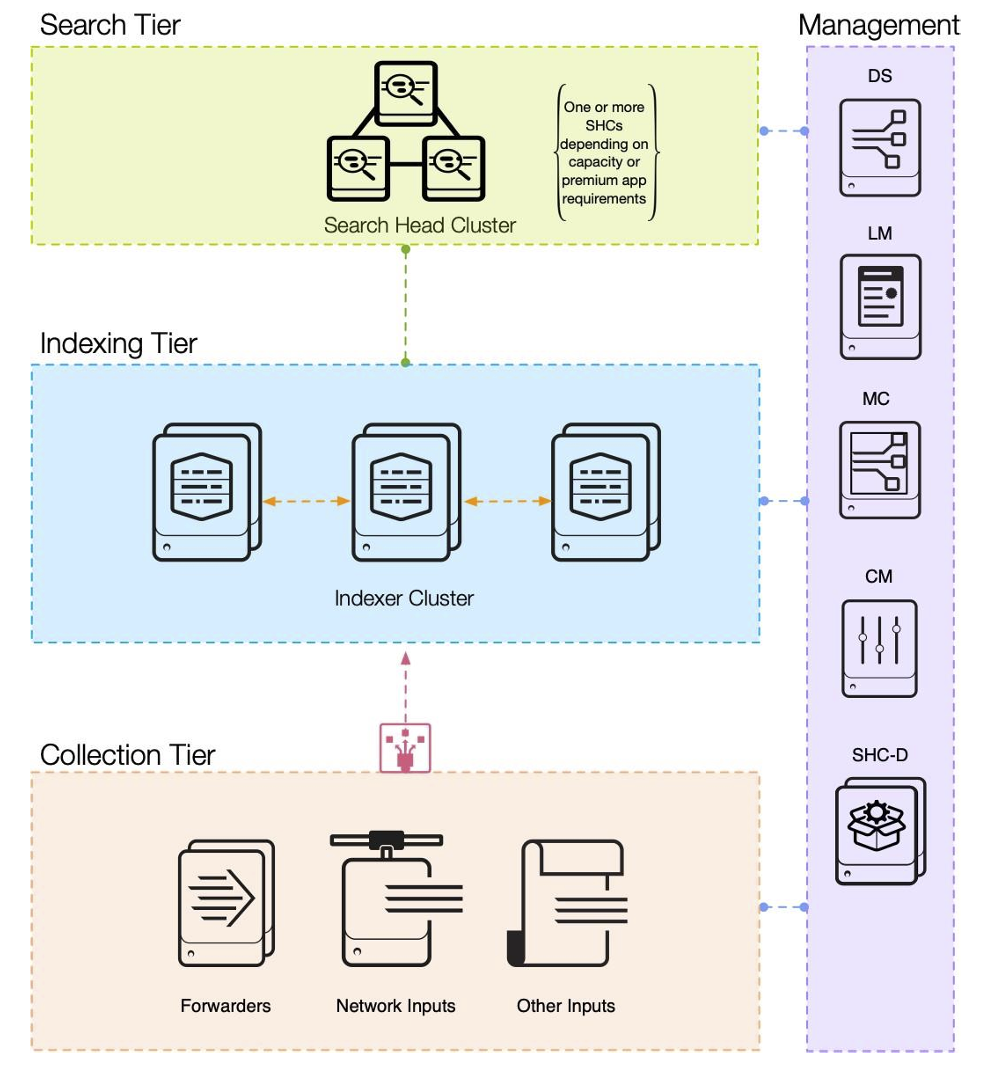 Search Tier
Management
One or more
SHCs
depending on
capacity or
premium app
requirements
Search Head Cluster
DS
LM
Indexing Tier
MC
Indexer Cluster
CM
Collection Tier
SHC-D
Forwarders
Network Inputs
Other Inputs